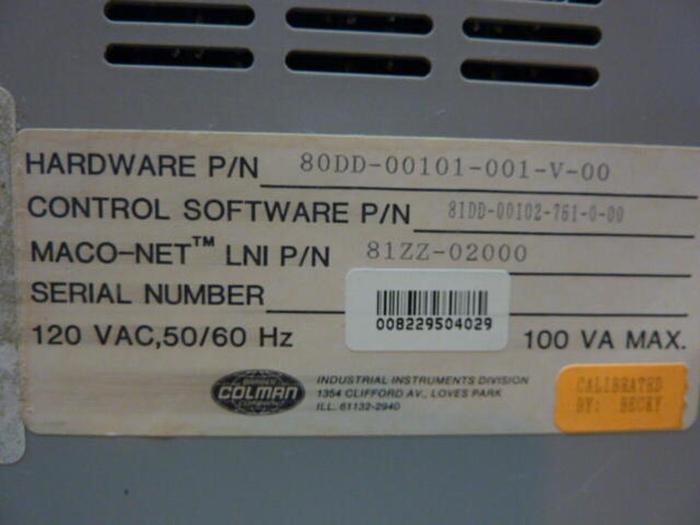 HARDWARE P/N 80DD-00101-001-V-00
CONTROL SOFTWARE P/N 81DD-00102-761-0-00
MACO-NET™ LNI P/N 81ZZ-02000
SERIAL NUMBER 008229504029
120 VAC,50/60 Hz 100 VA MAX.
COLMAN
INDUSTRIAL INSTRUMENTS DIVISION
1354 CLIFFORD AV., LOVES PARK
ILL. 61132-2940
CALIBRATED
BY: BECKY